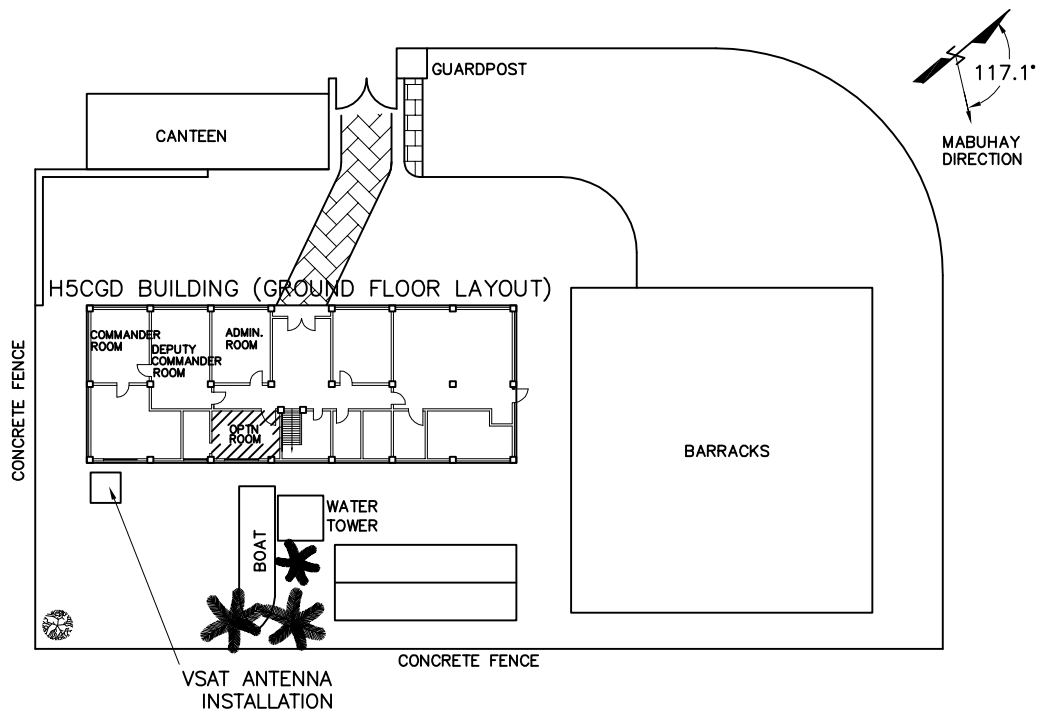 GUARDPOST
117.1°
CANTEEN
MABUHAY
DIRECTION
H5CGD BUILDING (GROUND FLOOR LAYOUT)
COMMANDER
ROOM
DEPUTY
COMMANDER
ROOM
ADMIN.
ROOM
CONCRETE FENCE
OPTN
ROOM
BARRACKS
WATER
TOWER
BOAT
CONCRETE FENCE
VSAT ANTENNA
INSTALLATION